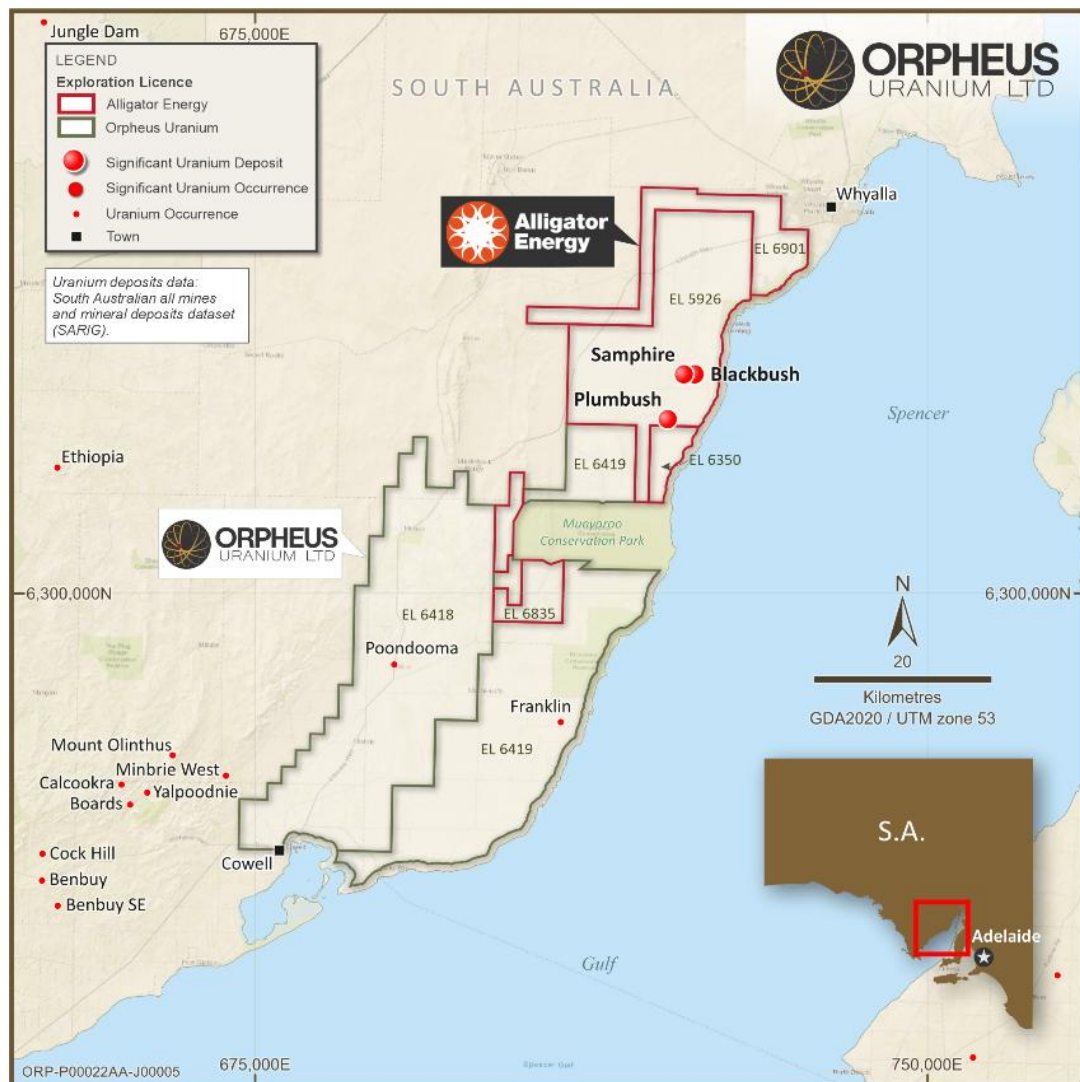 Jungle Dam
675,000E
LEGEND
Exploration Licence
Alligator Energy
Orpheus Uranium
Significant Uranium Deposit
Significant Uranium Occurrence
Uranium Occurrence
Town
Uranium deposits data:
South Australian all mines
and mineral deposits dataset
(SARIG).
SOUTH AUSTRALIA
ORPHEUS
URANIUM LTD
Whyalla
Alligator
Energy
EL 6901
EL 5926
Samphire
Blackbush
Plumbush
Spencer
Ethiopia
EL 6419
EL 6350
ORPHEUS
URANIUM LTD
Conservation Park
6,300,000N
6,300,000N
EL 6418
EL 6835
N
20
Kilometres
GDA2020 / UTM zone 53
Poondooma
Franklin
EL 6419
Mount Olinthus
Minbrie West
Calcookra
Yalpoodnie
Boards
Cock Hill
Benbuy
Benbuy SE
Cowell
S.A.
Adelaide
Gulf
Spencer Gulf
ORP-P00022AA-J00005
675,000E
750,000E